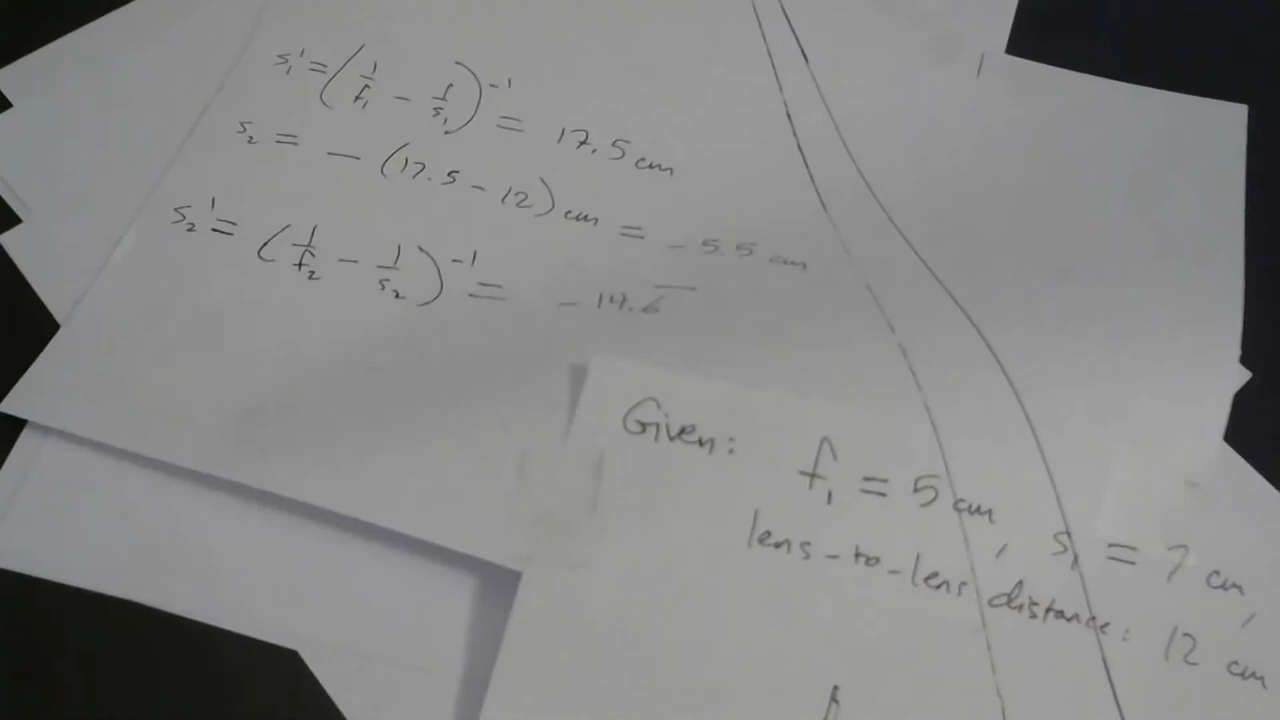 s₁' = (1/f₁ − 1/s₁)⁻¹ = 17.5 cm
s₂ = − (17.5 − 12) cm = −5.5 cm
s₂' = (1/f₂ − 1/s₂)⁻¹ = −14.6̅
Given: f₁ = 5 cm, s₁ = 7 cm,
lens-to-lens distance: 12 cm